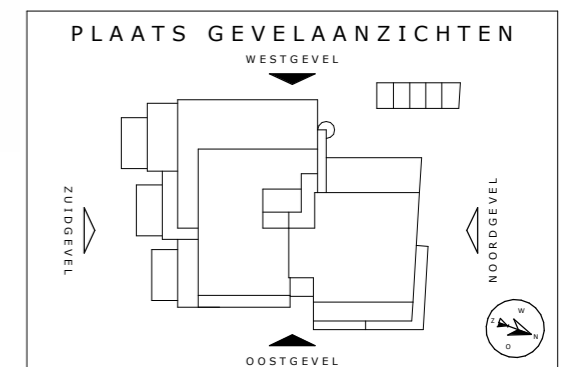 PLAATS GEVELAANZICHTEN
WESTGEVEL
ZUIDGEVEL
NOORDGEVEL
W
Z
N
O
OOSTGEVEL